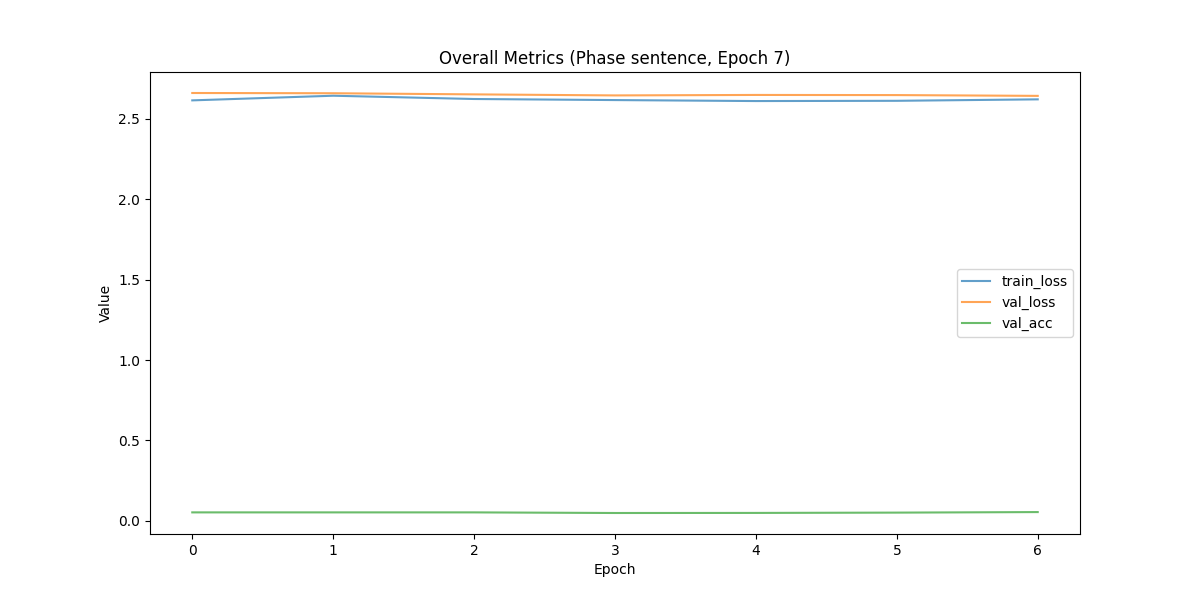 Overall Metrics (Phase sentence, Epoch 7)
Value
2.5
2.0
1.5
1.0
0.5
0.0
train_loss
val_loss
val_acc
0 1 2 3 4 5 6
Epoch